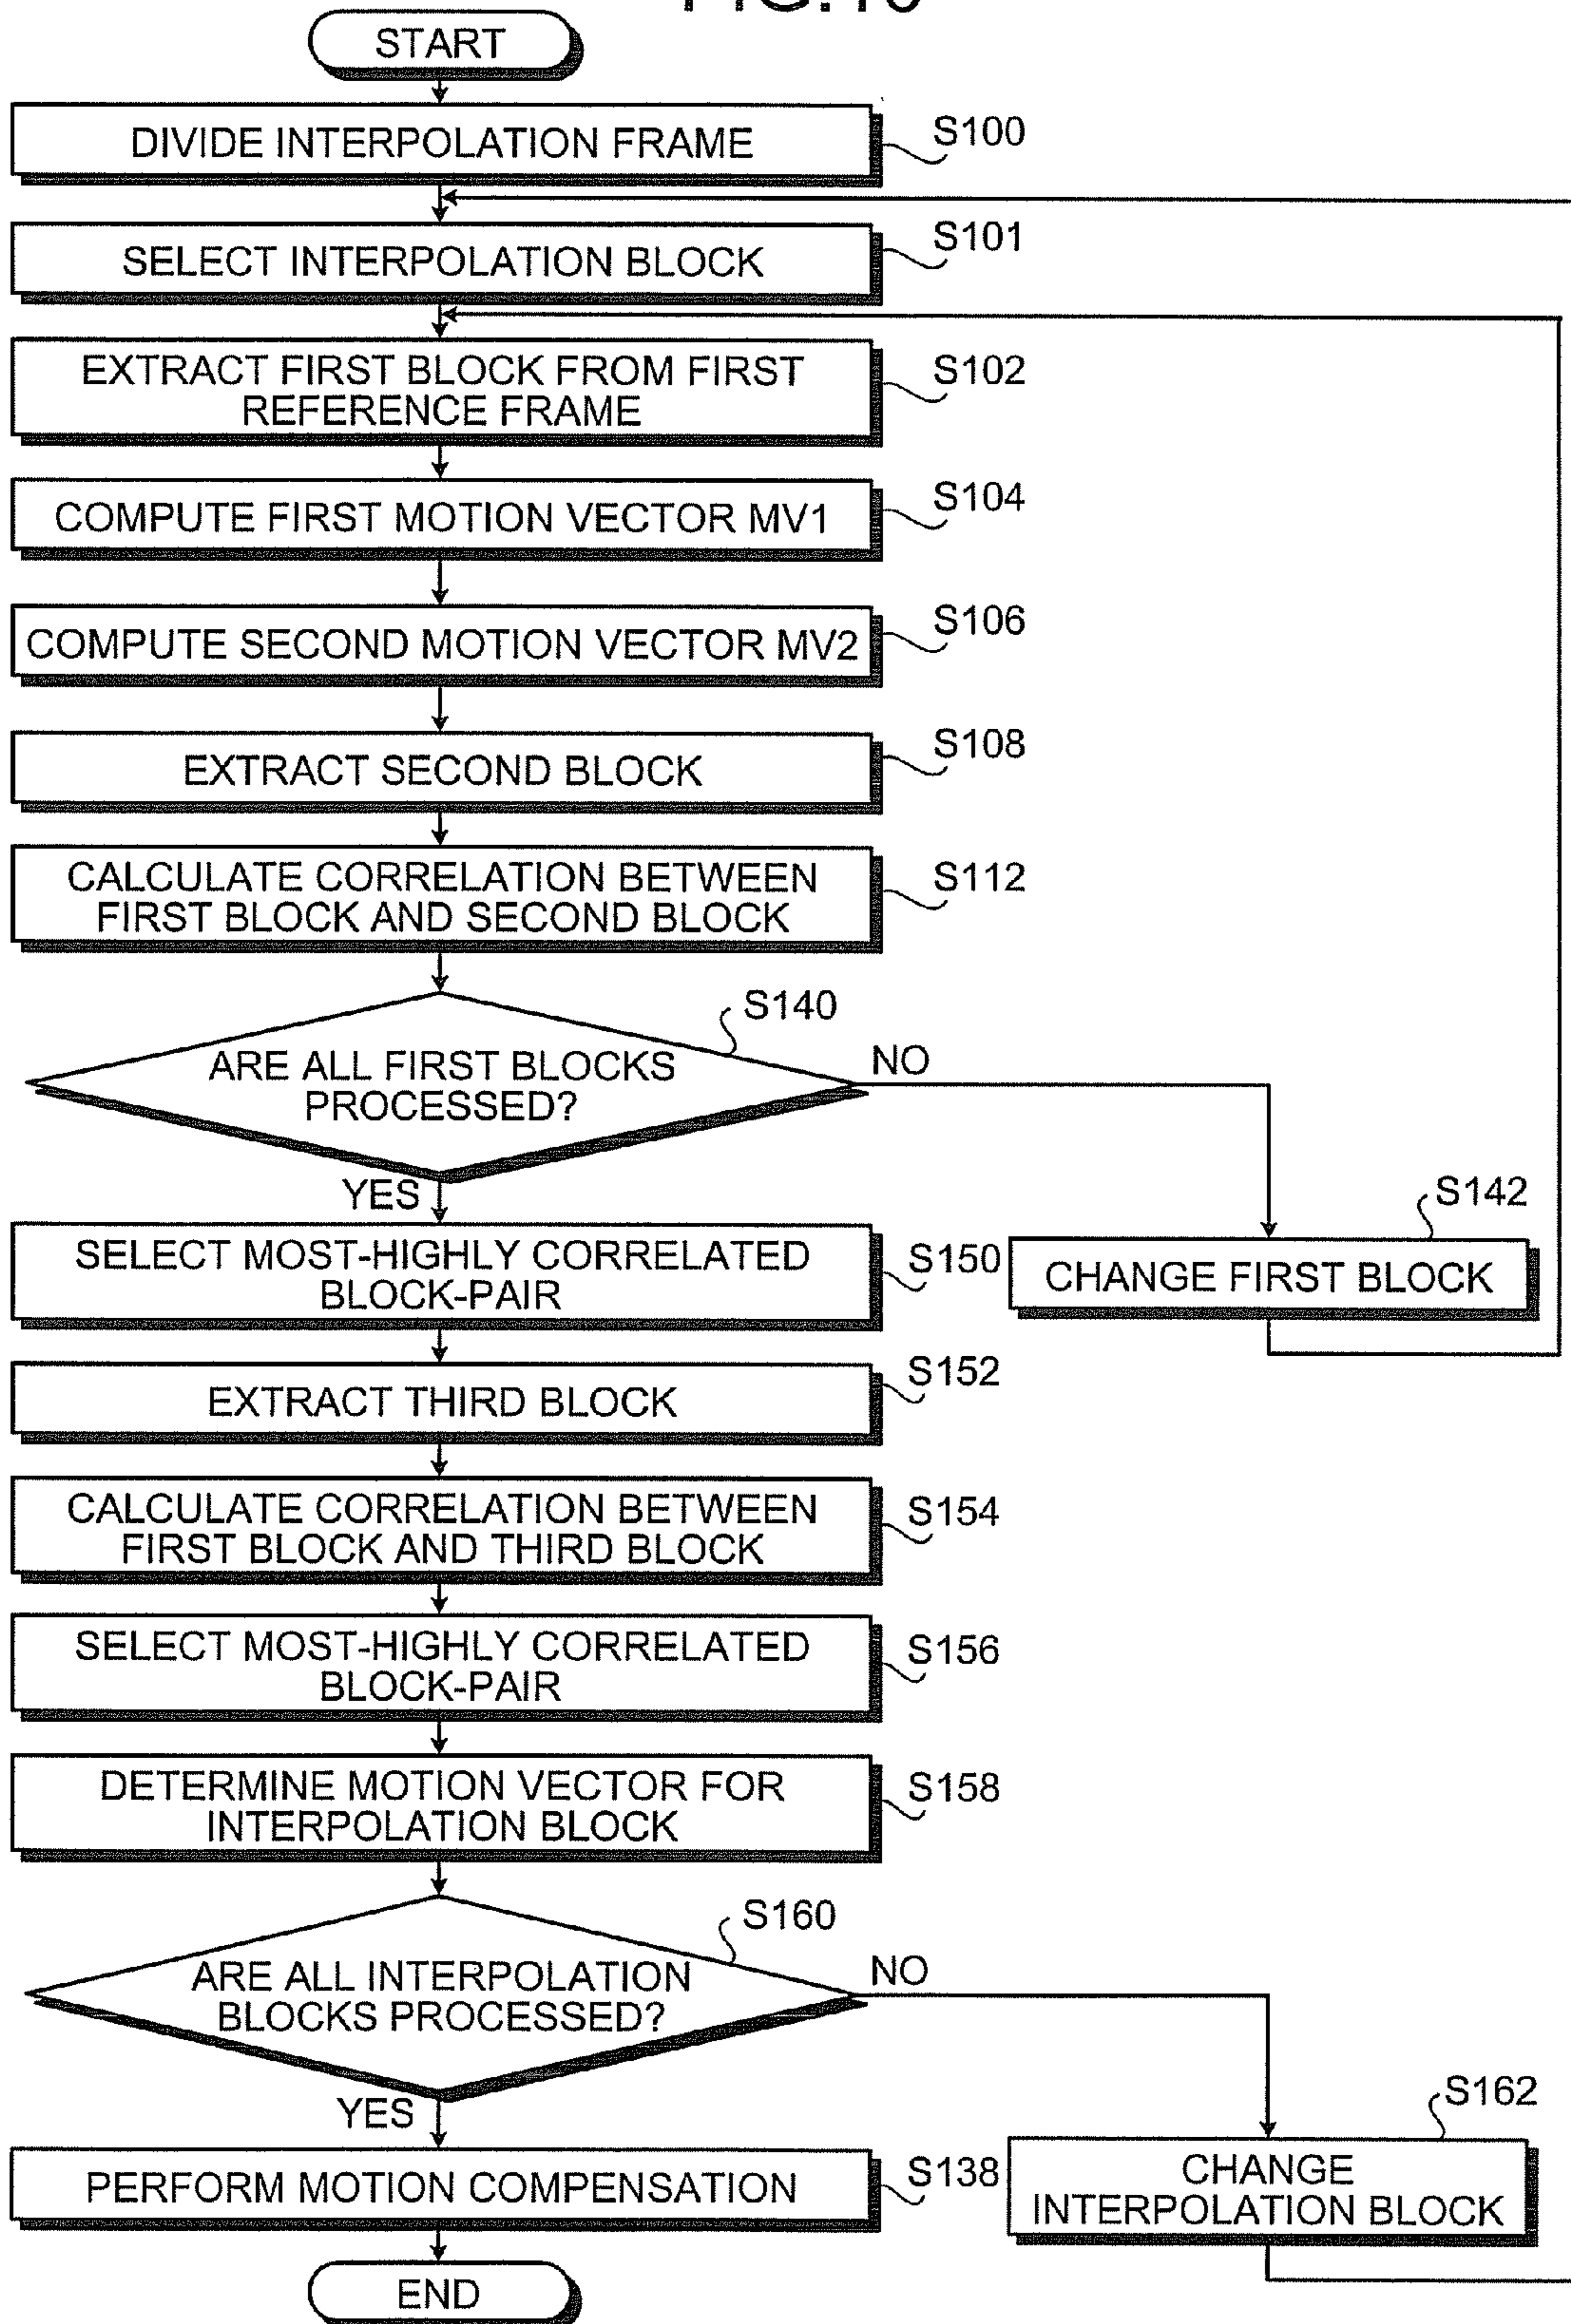 START
DIVIDE INTERPOLATION FRAME
S100
SELECT INTERPOLATION BLOCK
S101
EXTRACT FIRST BLOCK FROM FIRST
REFERENCE FRAME
S102
COMPUTE FIRST MOTION VECTOR MV1
S104
COMPUTE SECOND MOTION VECTOR MV2
S106
EXTRACT SECOND BLOCK
S108
CALCULATE CORRELATION BETWEEN
FIRST BLOCK AND SECOND BLOCK
S112
S140
ARE ALL FIRST BLOCKS
PROCESSED?
NO
YES
S142
CHANGE FIRST BLOCK
SELECT MOST-HIGHLY CORRELATED
BLOCK-PAIR
S150
EXTRACT THIRD BLOCK
S152
CALCULATE CORRELATION BETWEEN
FIRST BLOCK AND THIRD BLOCK
S154
SELECT MOST-HIGHLY CORRELATED
BLOCK-PAIR
S156
DETERMINE MOTION VECTOR FOR
INTERPOLATION BLOCK
S158
S160
ARE ALL INTERPOLATION
BLOCKS PROCESSED?
NO
YES
S162
CHANGE
INTERPOLATION BLOCK
PERFORM MOTION COMPENSATION
S138
END